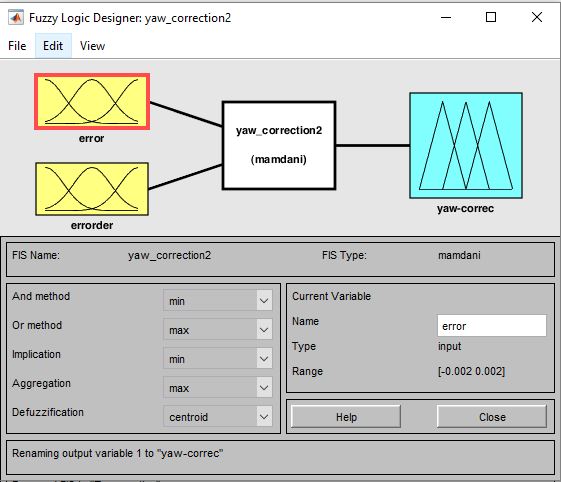 Fuzzy Logic Designer: yaw_correction2
File Edit View
error
yaw_correction2
(mamdani)
errorder
yaw-correc
FIS Name: yaw_correction2 FIS Type: mamdani
And method min
Or method max
Implication min
Aggregation max
Defuzzification centroid
Current Variable
Name error
Type input
Range [-0.002 0.002]
Help Close
Renaming output variable 1 to "yaw-correc"